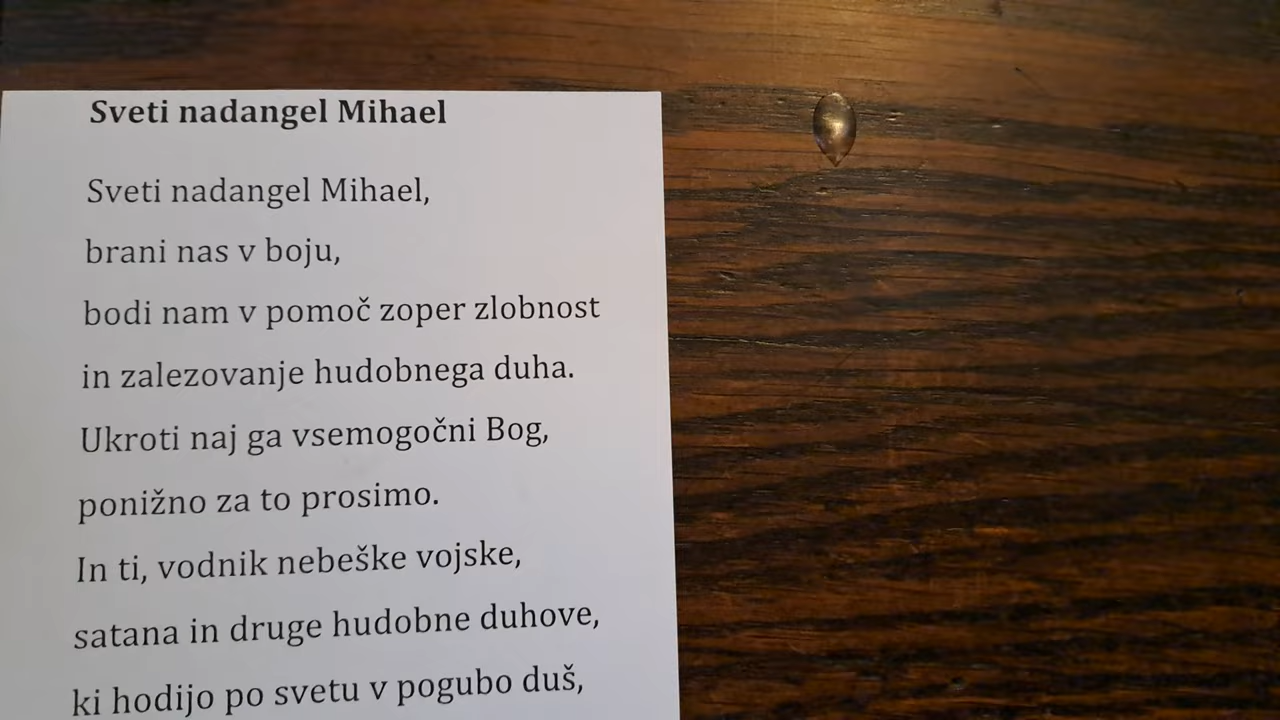 Sveti nadangel Mihael
Sveti nadangel Mihael,
brani nas v boju,
bodi nam v pomoč zoper zlobnost
in zalezovanje hudobnega duha.
Ukroti naj ga vsemogočni Bog,
ponižno za to prosimo.
In ti, vodnik nebeške vojske,
satana in druge hudobne duhove,
ki hodijo po svetu v pogubo duš,